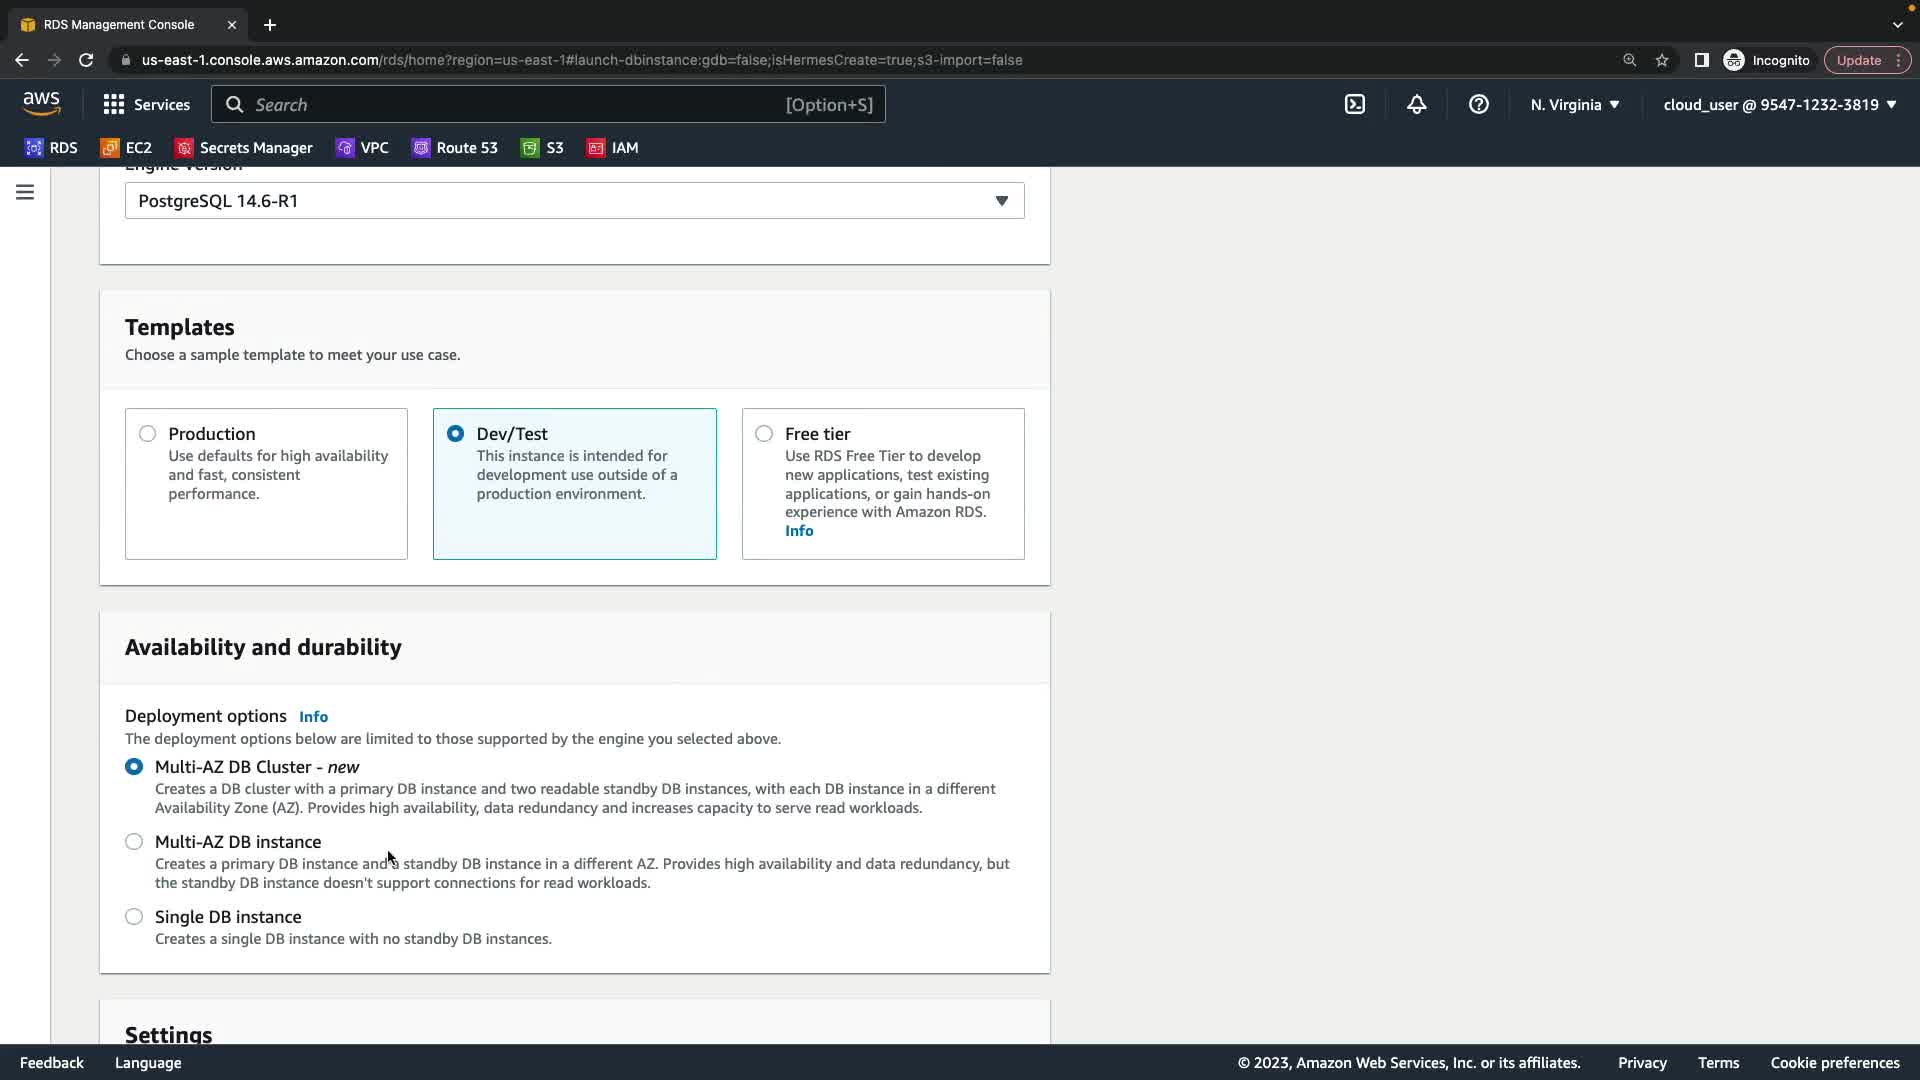 RDS Management Console
us-east-1.console.aws.amazon.com/rds/home?region=us-east-1#launch-dbinstance:gdb=false;isHermesCreate=true;s3-import=false
Incognito
Update
aws
Services
Search
[Option+S]
N. Virginia
cloud_user @ 9547-1232-3819
RDS
EC2
Secrets Manager
VPC
Route 53
S3
IAM
Engine Version
PostgreSQL 14.6-R1
Templates
Choose a sample template to meet your use case.
Production
Use defaults for high availability
and fast, consistent
performance.
Dev/Test
This instance is intended for
development use outside of a
production environment.
Free tier
Use RDS Free Tier to develop
new applications, test existing
applications, or gain hands-on
experience with Amazon RDS.
Info
Availability and durability
Deployment options Info
The deployment options below are limited to those supported by the engine you selected above.
Multi-AZ DB Cluster - new
Creates a DB cluster with a primary DB instance and two readable standby DB instances, with each DB instance in a different
Availability Zone (AZ). Provides high availability, data redundancy and increases capacity to serve read workloads.
Multi-AZ DB instance
Creates a primary DB instance and a standby DB instance in a different AZ. Provides high availability and data redundancy, but
the standby DB instance doesn't support connections for read workloads.
Single DB instance
Creates a single DB instance with no standby DB instances.
Settings
Feedback
Language
© 2023, Amazon Web Services, Inc. or its affiliates.
Privacy
Terms
Cookie preferences